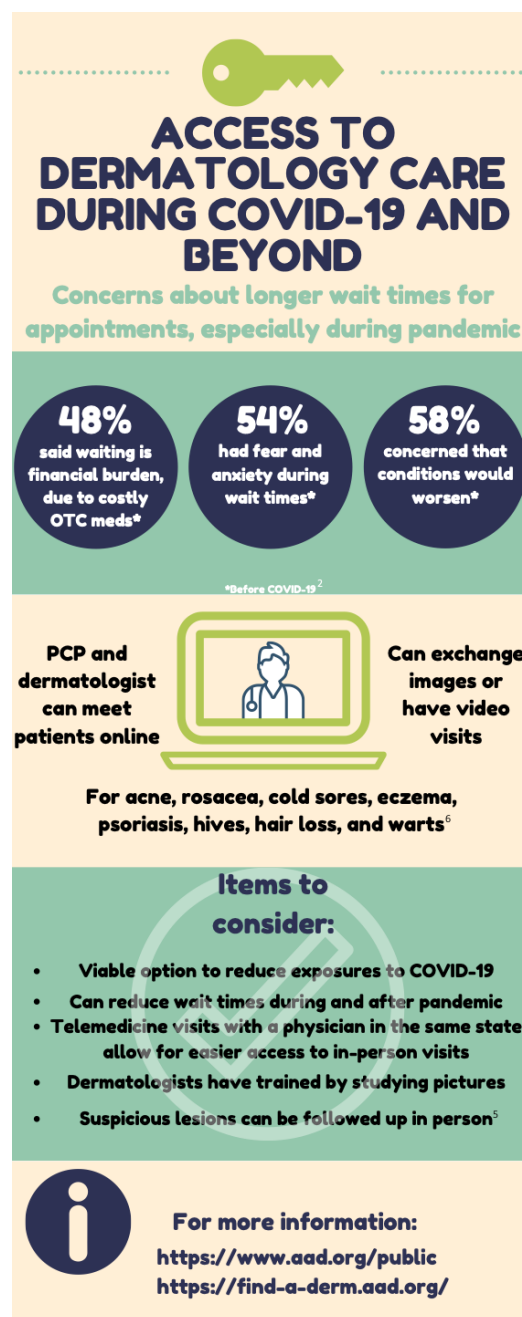 ACCESS TO
DERMATOLOGY CARE
DURING COVID-19 AND
BEYOND
Concerns about longer wait times for
appointments, especially during pandemic
48%
said waiting is
financial burden,
due to costly
OTC meds*
54%
had fear and
anxiety during
wait times*
58%
concerned that
conditions would
worsen*
*Before COVID-19 2
PCP and
dermatologist
can meet
patients online
Can exchange
images or
have video
visits
For acne, rosacea, cold sores, eczema,
psoriasis, hives, hair loss, and warts6
Items to
consider:
• Viable option to reduce exposures to COVID-19
• Can reduce wait times during and after pandemic
• Telemedicine visits with a physician in the same state
allow for easier access to in-person visits
• Dermatologists have trained by studying pictures
• Suspicious lesions can be followed up in person5
For more information:
https://www.aad.org/public
https://find-a-derm.aad.org/